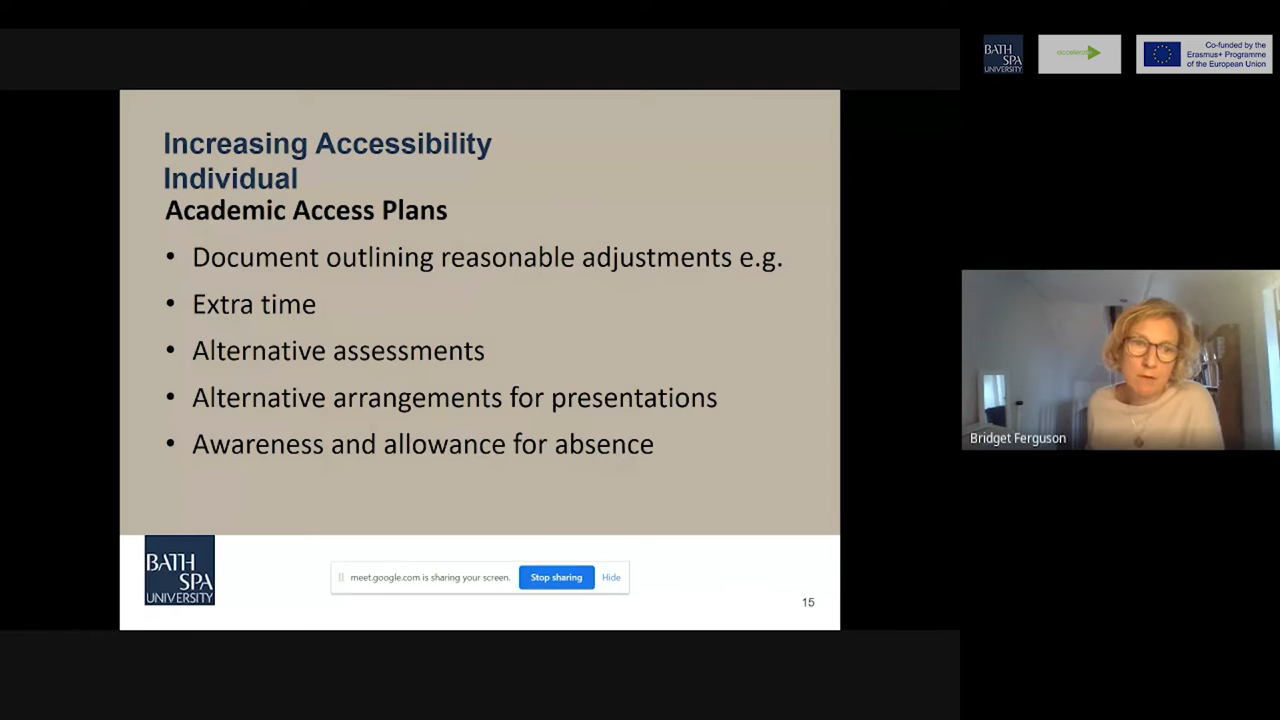 BATH
SPA
UNIVERSITY
accelerate
Co-funded by the
Erasmus+ Programme
of the European Union
Increasing Accessibility
Individual
Academic Access Plans
• Document outlining reasonable adjustments e.g.
• Extra time
• Alternative assessments
• Alternative arrangements for presentations
• Awareness and allowance for absence
Bridget Ferguson
BATH
SPA
UNIVERSITY
meet.google.com is sharing your screen.
Stop sharing
Hide
15